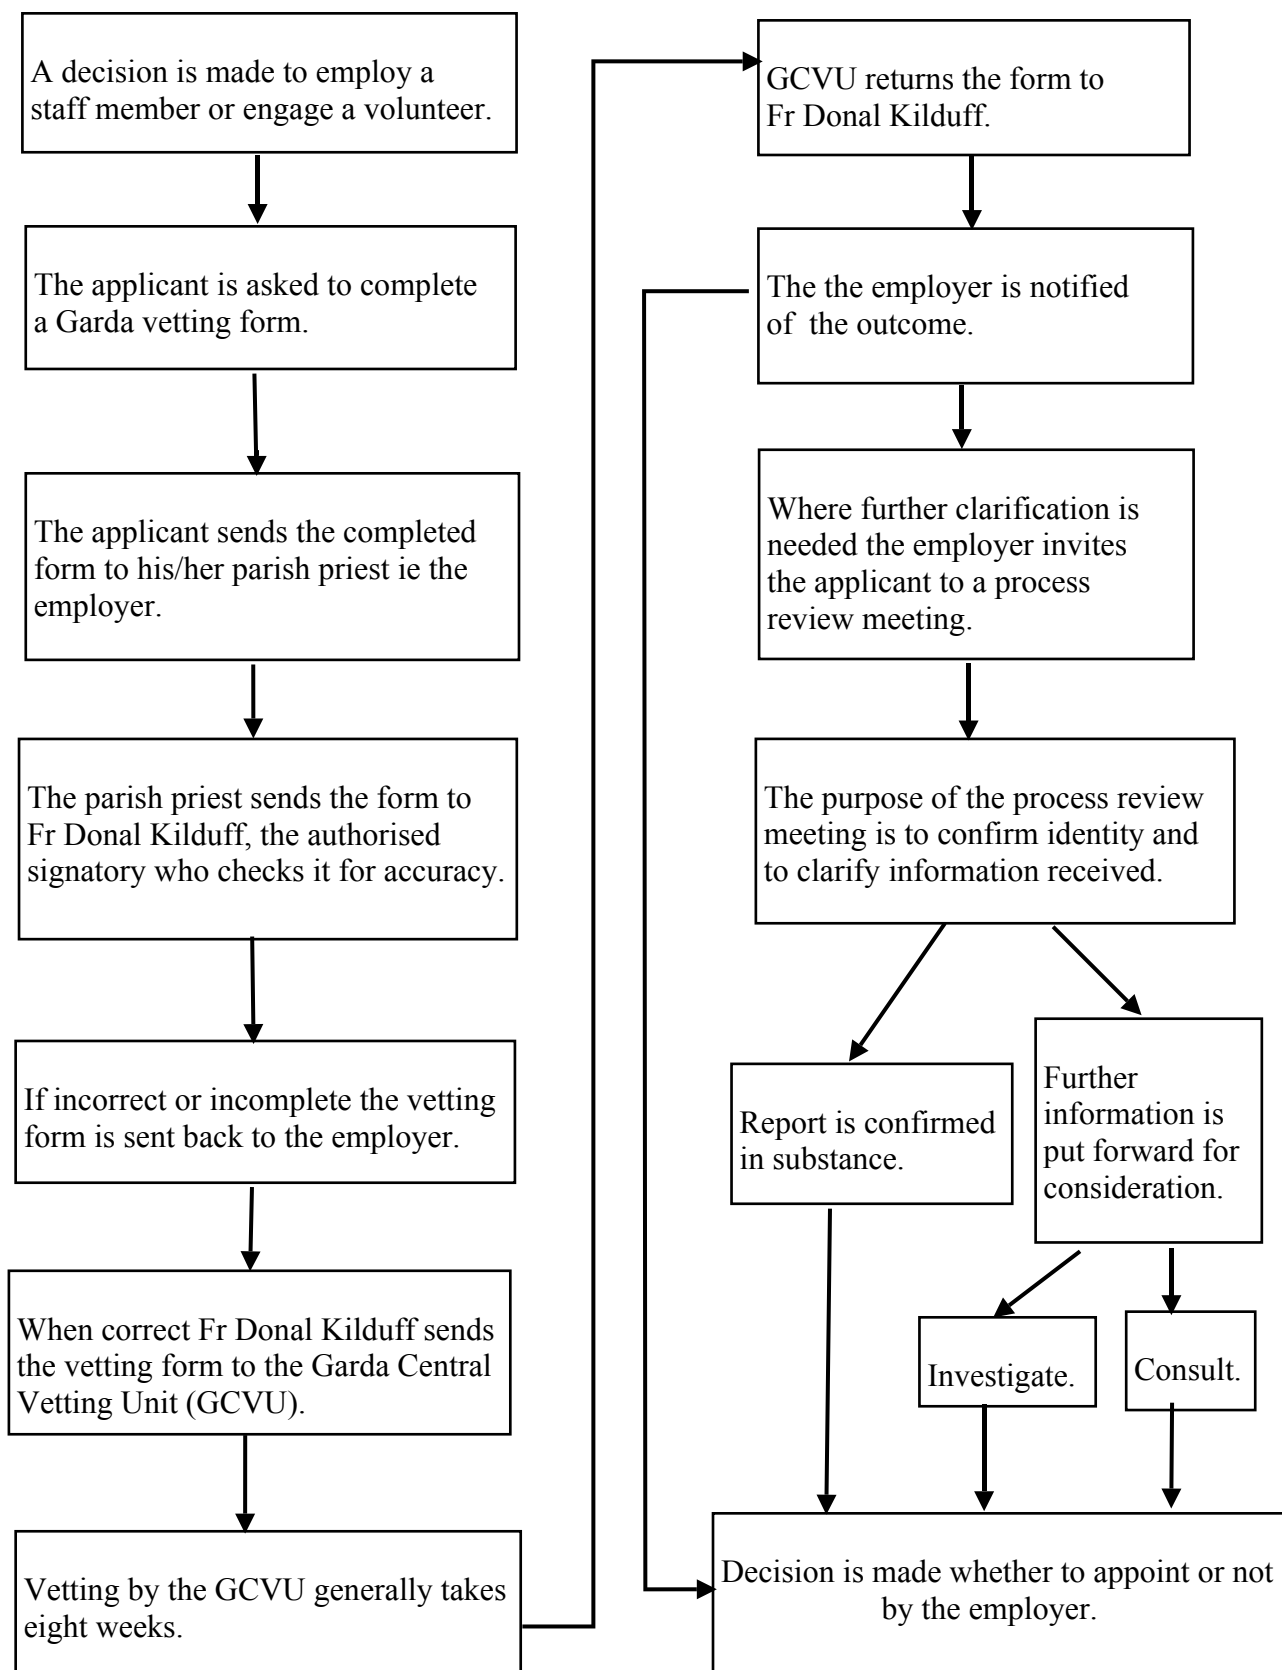 A decision is made to employ a
staff member or engage a volunteer.
The applicant is asked to complete
a Garda vetting form.
The applicant sends the completed
form to his/her parish priest ie the
employer.
The parish priest sends the form to
Fr Donal Kilduff, the authorised
signatory who checks it for accuracy.
If incorrect or incomplete the vetting
form is sent back to the employer.
When correct Fr Donal Kilduff sends
the vetting form to the Garda Central
Vetting Unit (GCVU).
Vetting by the GCVU generally takes
eight weeks.
GCVU returns the form to
Fr Donal Kilduff.
The the employer is notified
of  the outcome.
Where further clarification is
needed the employer invites
the applicant to a process
review meeting.
The purpose of the process review
meeting is to confirm identity and
to clarify information received.
Report is confirmed
in substance.
Further
information is
put forward for
consideration.
Investigate.
Consult.
Decision is made whether to appoint or not
by the employer.